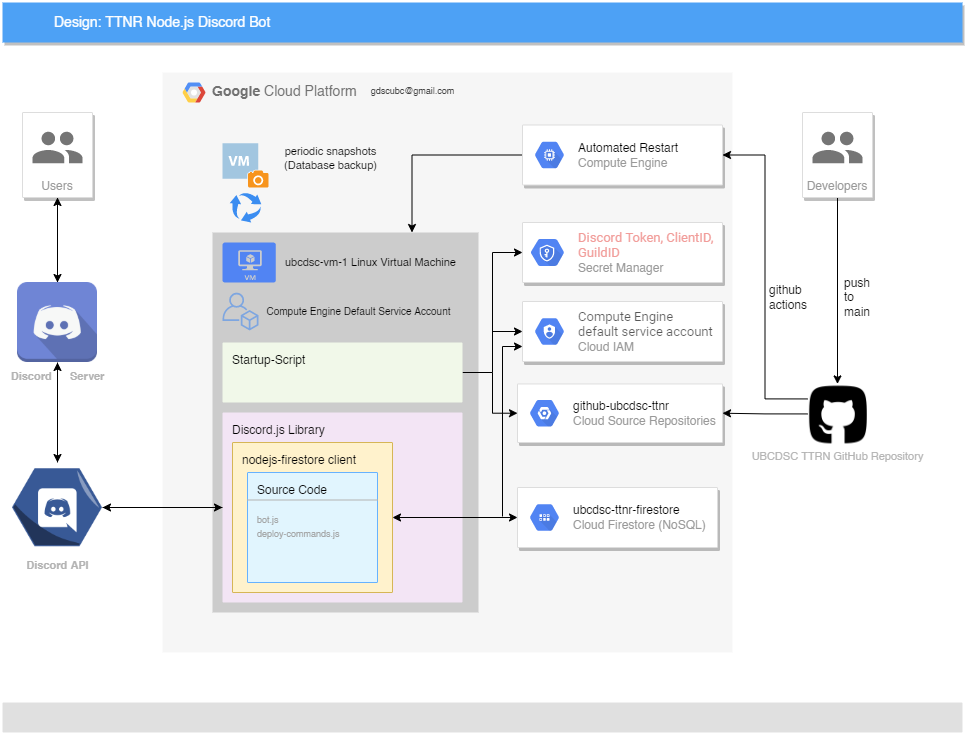 Design: TTNR Node.js Discord Bot
Google Cloud Platform
gdscubc@gmail.com
periodic snapshots
(Database backup)
VM
Automated Restart
Compute Engine
Users
Developers
ubcdsc-vm-1 Linux Virtual Machine
VM
Compute Engine Default Service Account
Discord Token, ClientID,
GuildID
Secret Manager
github
actions
push
to
main
Compute Engine
default service account
Cloud IAM
Startup-Script
Discord Server
github-ubcdsc-ttnr
Cloud Source Repositories
Discord.js Library
nodejs-firestore client
Source Code
bot.js
deploy-commands.js
UBCDSC TTRN GitHub Repository
ubcdsc-ttnr-firestore
Cloud Firestore (NoSQL)
Discord API